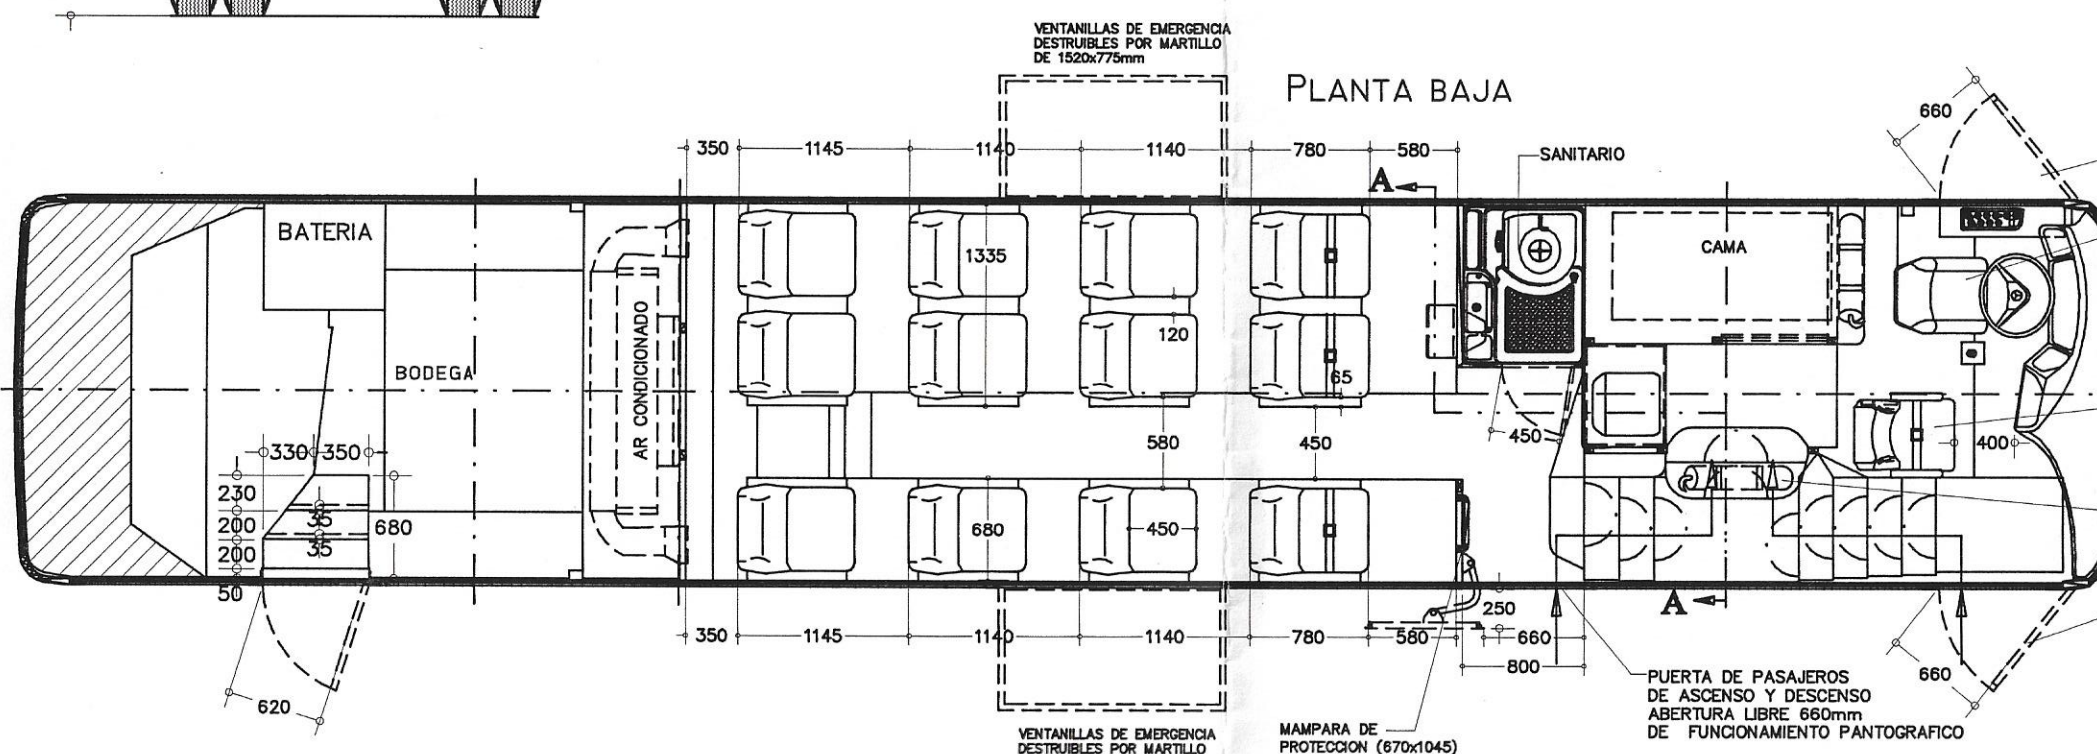 VENTANILLAS DE EMERGENCIA
DESTRUIBLES POR MARTILLO
DE 1520x775mm
PLANTA BAJA
660
350 1145 1140 1140 780 580
SANITARIO
A
BATERIA
1335
CAMA
120
AR CONDICIONADO
BODEGA
65
330 350
580
450
450
400
230
200
35
680
200
35
50
680
450
250
A
350 1145 1140 1140 780 580 660
800
660
620
PUERTA DE PASAJEROS
DE ASCENSO Y DESCENSO
ABERTURA LIBRE 660mm
DE FUNCIONAMIENTO PANTOGRAFICO
VENTANILLAS DE EMERGENCIA
DESTRUIBLES POR MARTILLO
MAMPARA DE
PROTECCION (670x1045)